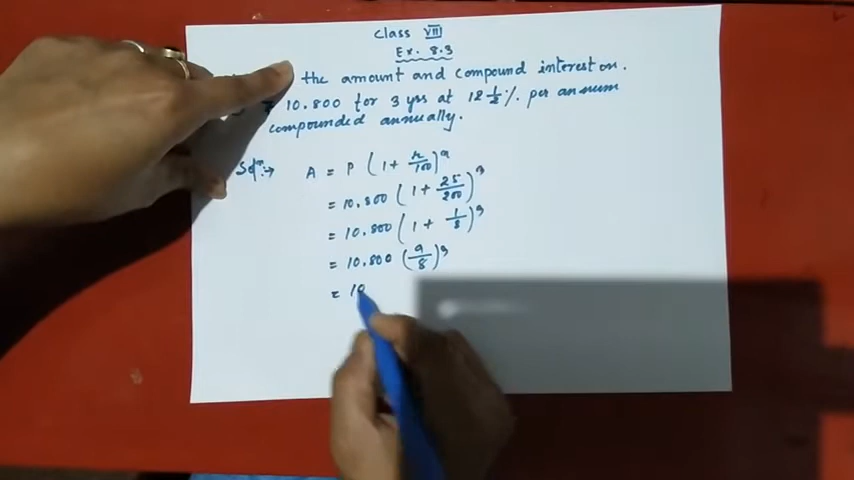 Class VIII
Ex. 8.3
the amount and compound interest on.
10.800 for 3 yrs at 12 1/2 % per annum
compounded annually.
Solⁿ:→ A = P (1 + r/100)ⁿ
= 10.800 (1 + 25/200)³
= 10.800 (1 + 1/8)³
= 10.800 (9/8)³
= 10